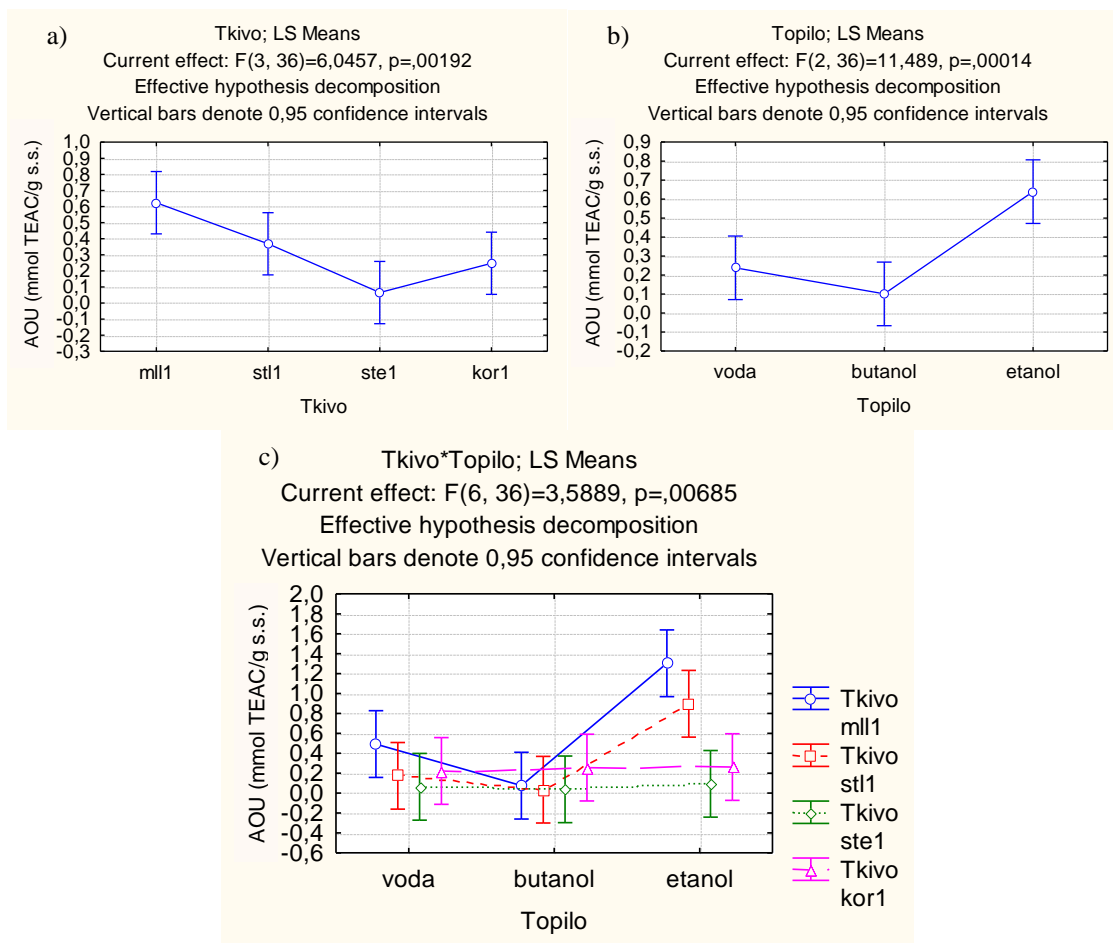 a)
Tkivo; LS Means
Current effect: F(3, 36)=6,0457, p=,00192
Effective hypothesis decomposition
Vertical bars denote 0,95 confidence intervals
AOU (mmol TEAC/g s.s.)
1,0
0,9
0,8
0,7
0,6
0,5
0,4
0,3
0,2
0,1
0,0
-0,1
-0,2
-0,3
mll1 stl1 ste1 kor1
Tkivo
b)
Topilo; LS Means
Current effect: F(2, 36)=11,489, p=,00014
Effective hypothesis decomposition
Vertical bars denote 0,95 confidence intervals
AOU (mmol TEAC/g s.s.)
0,9
0,8
0,7
0,6
0,5
0,4
0,3
0,2
0,1
0,0
-0,1
-0,2
voda butanol etanol
Topilo
c)
Tkivo*Topilo; LS Means
Current effect: F(6, 36)=3,5889, p=,00685
Effective hypothesis decomposition
Vertical bars denote 0,95 confidence intervals
AOU (mmol TEAC/g s.s.)
2,0
1,8
1,6
1,4
1,2
1,0
0,8
0,6
0,4
0,2
0,0
-0,2
-0,4
-0,6
voda butanol etanol
Topilo
Tkivo
mll1
Tkivo
stl1
Tkivo
ste1
Tkivo
kor1